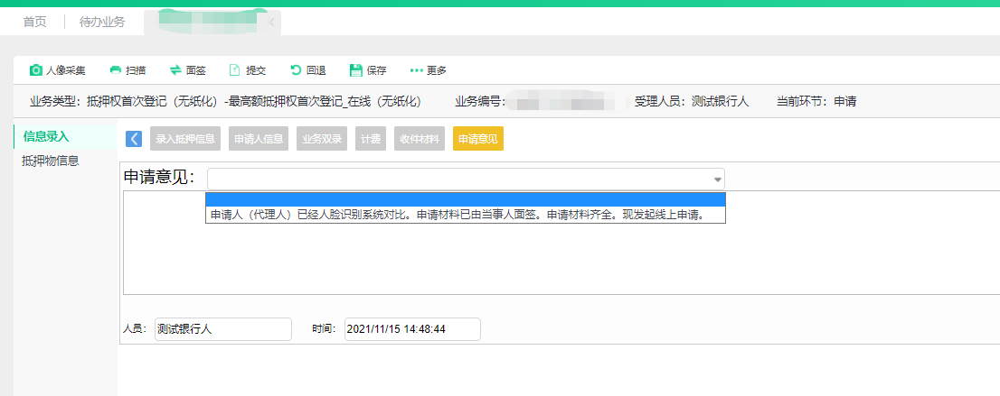 首页 待办业务
人像采集 扫描 面签 提交 回退 保存 更多
业务类型：抵押权首次登记（无纸化）-最高额抵押权首次登记_在线（无纸化） 业务编号： 受理人员：测试银行人 当前环节：申请
信息录入 录入抵押信息 申请人信息 业务双录 计费 收件材料 申请意见
抵押物信息
申请意见：
申请人（代理人）已经人脸识别系统对比。申请材料已由当事人面签。申请材料齐全。现发起线上申请。
人员： 测试银行人 时间： 2021/11/15 14:48:44